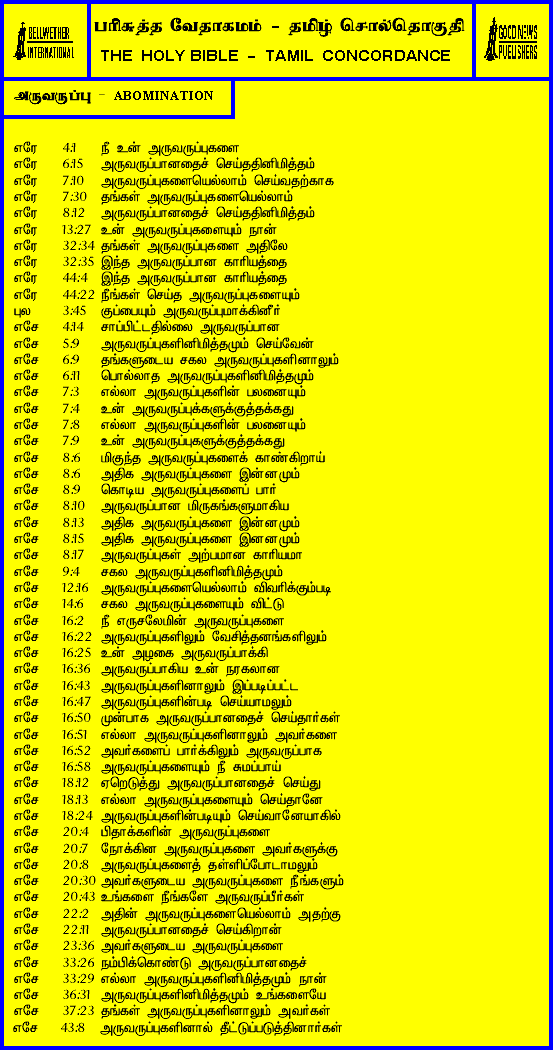 BELLWETHER
INTERNATIONAL
பரிசுத்த வேதாகமம் - தமிழ் சொல்தொகுதி
THE HOLY BIBLE - TAMIL CONCORDANCE
GOOD NEWS
PUBLISHERS
அருவருப்பு - ABOMINATION
எரே 4:1 நீ உன் அருவருப்புகளை
எரே 6:15 அருவருப்பானதைச் செய்ததினிமித்தம்
எரே 7:10 அருவருப்புகளையெல்லாம் செய்வதற்காக
எரே 7:30 தங்கள் அருவருப்புகளையெல்லாம்
எரே 8:12 அருவருப்பானதைச் செய்ததினிமித்தம்
எரே 13:27 உன் அருவருப்புகளையும் நான்
எரே 32:34 தங்கள் அருவருப்புகளை அதிலே
எரே 32:35 இந்த அருவருப்பான காரியத்தை
எரே 44:4 இந்த அருவருப்பான காரியத்தை
எரே 44:22 நீங்கள் செய்த அருவருப்புகளையும்
புல 3:45 குப்பையும் அருவருப்புமாக்கினீர்
எசே 4:14 சாப்பிட்டதில்லை அருவருப்பான
எசே 5:9 அருவருப்புகளினிமித்தமும் செய்வேன்
எசே 6:9 தங்களுடைய சகல அருவருப்புகளினாலும்
எசே 6:11 பொல்லாத அருவருப்புகளினிமித்தமும்
எசே 7:3 எல்லா அருவருப்புகளின் பலனையும்
எசே 7:4 உன் அருவருப்புக்களுக்குத்தக்கது
எசே 7:8 எல்லா அருவருப்புகளின் பலனையும்
எசே 7:9 உன் அருவருப்புகளுக்குத்தக்கது
எசே 8:6 மிகுந்த அருவருப்புகளைக் காண்கிறாய்
எசே 8:6 அதிக அருவருப்புகளை இன்னமும்
எசே 8:9 கொடிய அருவருப்புகளைப் பார்
எசே 8:10 அருவருப்பான மிருகங்களுமாகிய
எசே 8:13 அதிக அருவருப்புகளை இன்னமும்
எசே 8:15 அதிக அருவருப்புகளை இனனமும்
எசே 8:17 அருவருப்புகள் அற்பமான காரியமா
எசே 9:4 சகல அருவருப்புகளினிமித்தமும்
எசே 12:16 அருவருப்புகளையெல்லாம் விவரிக்கும்படி
எசே 14:6 சகல அருவருப்புகளையும் விட்டு
எசே 16:2 நீ எருசலேமின் அருவருப்புகளை
எசே 16:22 அருவருப்புகளிலும் வேசித்தனங்களிலும்
எசே 16:25 உன் அழகை அருவருப்பாக்கி
எசே 16:36 அருவருப்பாகிய உன் நரகலான
எசே 16:43 அருவருப்புகளினாலும் இப்படிப்பட்ட
எசே 16:47 அருவருப்புகளின்படி செய்யாமலும்
எசே 16:50 முன்பாக அருவருப்பானதைச் செய்தார்கள்
எசே 16:51 எல்லா அருவருப்புகளினாலும் அவர்களை
எசே 16:52 அவர்களைப் பார்க்கிலும் அருவருப்பாக
எசே 16:58 அருவருப்புகளையும் நீ சுமப்பாய்
எசே 18:12 ஏறெடுத்து அருவருப்பானதைச் செய்து
எசே 18:13 எல்லா அருவருப்புகளையும் செய்தானே
எசே 18:24 அருவருப்புகளின்படியும் செய்வானேயாகில்
எசே 20:4 பிதாக்களின் அருவருப்புகளை
எசே 20:7 நோக்கின அருவருப்புகளை அவர்களுக்கு
எசே 20:8 அருவருப்புகளைத் தள்ளிப்போடாமலும்
எசே 20:30 அவர்களுடைய அருவருப்புகளை நீங்களும்
எசே 20:43 உங்களை நீங்களே அருவருப்பீர்கள்
எசே 22:2 அதின் அருவருப்புகளையெல்லாம் அதற்கு
எசே 22:11 அருவருப்பானதைச் செய்கிறான்
எசே 23:36 அவர்களுடைய அருவருப்புகளை
எசே 33:26 நம்பிக்கொண்டு அருவருப்பானதைச்
எசே 33:29 எல்லா அருவருப்புகளினிமித்தமும் நான்
எசே 36:31 அருவருப்புகளினிமித்தமும் உங்களையே
எசே 37:23 தங்கள் அருவருப்புகளினாலும் அவர்கள்
எசே 43:8 அருவருப்புகளினால் தீட்டுப்படுத்தினார்கள்